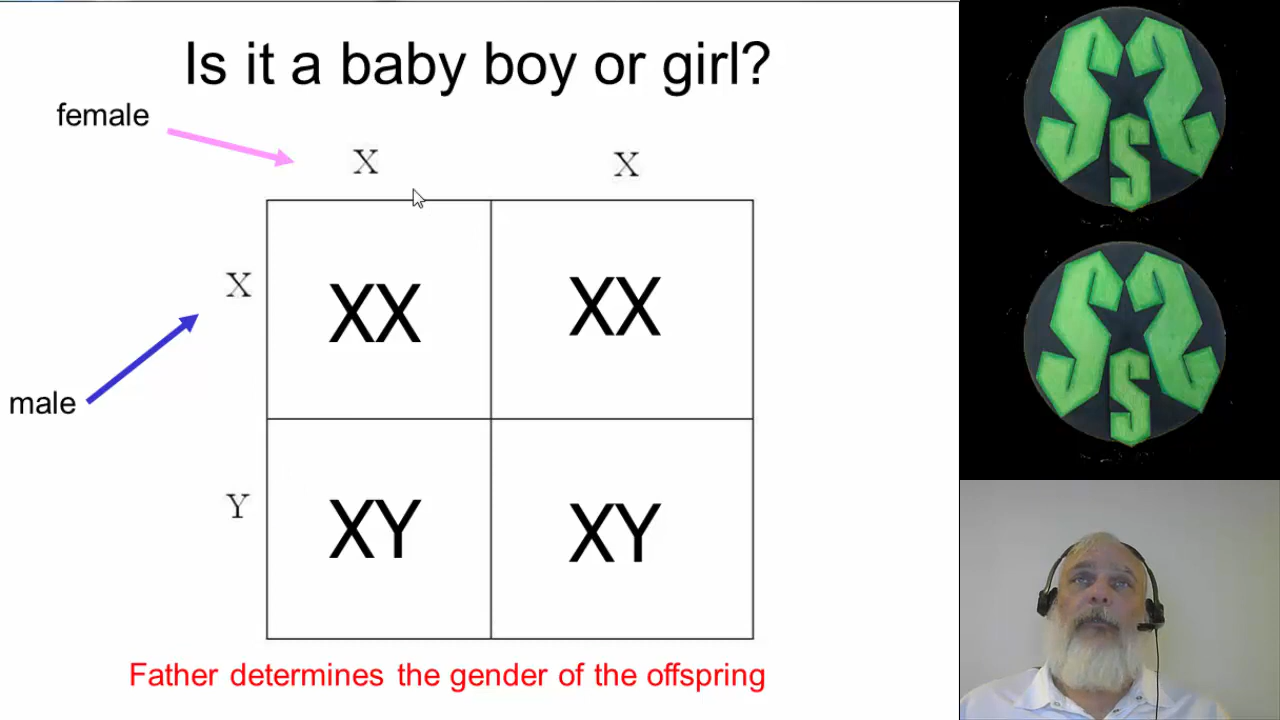 Is it a baby boy or girl?
female
X X
X XX XX
male
Y XY XY
Father determines the gender of the offspring
S S
S
S S
S